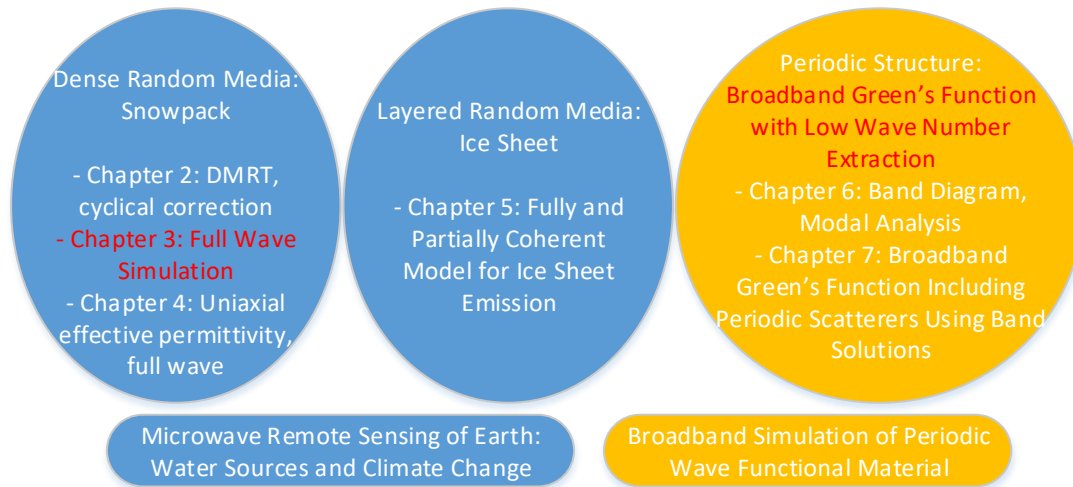 Dense Random Media:
Snowpack
- Chapter 2: DMRT,
cyclical correction
- Chapter 3: Full Wave
Simulation
- Chapter 4: Uniaxial
effective permittivity,
full wave
Layered Random Media:
Ice Sheet
- Chapter 5: Fully and
Partially Coherent
Model for Ice Sheet
Emission
Periodic Structure:
Broadband Green’s Function
with Low Wave Number
Extraction
- Chapter 6: Band Diagram,
Modal Analysis
- Chapter 7: Broadband
Green’s Function Including
Periodic Scatterers Using Band
Solutions
Microwave Remote Sensing of Earth:
Water Sources and Climate Change
Broadband Simulation of Periodic
Wave Functional Material